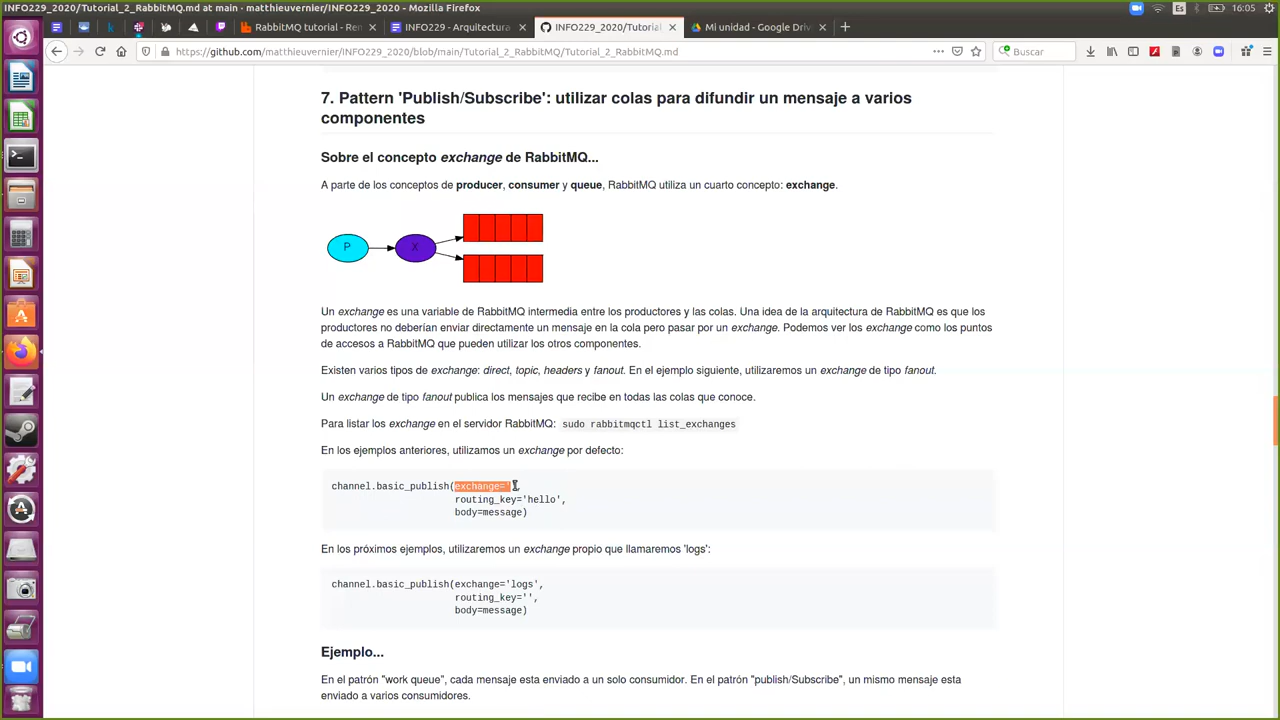 INFO229_2020/Tutorial_2_RabbitMQ.md at main · matthieuvernier/INFO229_2020 - Mozilla Firefox
Es
16:05
RabbitMQ tutorial - Re
INFO229 - Arquitectura
INFO229_2020/Tutorial
Mi unidad - Google Driv
https://github.com/matthieuvernier/INFO229_2020/blob/main/Tutorial_2_RabbitMQ/Tutorial_2_RabbitMQ.md
Buscar
7. Pattern 'Publish/Subscribe': utilizar colas para difundir un mensaje a varios
componentes
Sobre el concepto exchange de RabbitMQ...
A parte de los conceptos de producer, consumer y queue, RabbitMQ utiliza un cuarto concepto: exchange.
P
X
Un exchange es una variable de RabbitMQ intermedia entre los productores y las colas. Una idea de la arquitectura de RabbitMQ es que los
productores no deberían enviar directamente un mensaje en la cola pero pasar por un exchange. Podemos ver los exchange como los puntos
de accesos a RabbitMQ que pueden utilizar los otros componentes.
Existen varios tipos de exchange: direct, topic, headers y fanout. En el ejemplo siguiente, utilizaremos un exchange de tipo fanout.
Un exchange de tipo fanout publica los mensajes que recibe en todas las colas que conoce.
Para listar los exchange en el servidor RabbitMQ: sudo rabbitmqctl list_exchanges
En los ejemplos anteriores, utilizamos un exchange por defecto:
channel.basic_publish(exchange='
routing_key='hello',
body=message)
En los próximos ejemplos, utilizaremos un exchange propio que llamaremos 'logs':
channel.basic_publish(exchange='logs',
routing_key='',
body=message)
Ejemplo...
En el patrón "work queue", cada mensaje esta enviado a un solo consumidor. En el patrón "publish/Subscribe", un mismo mensaje esta
enviado a varios consumidores.